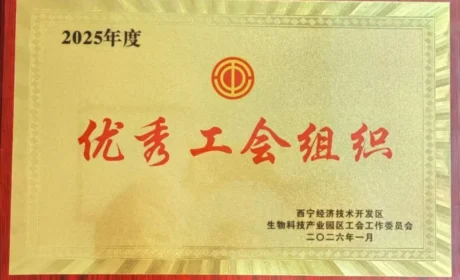 2025年度
优秀工会组织
西宁经济技术开发区
生物科技产业园区工会工作委员会
二〇二六年一月